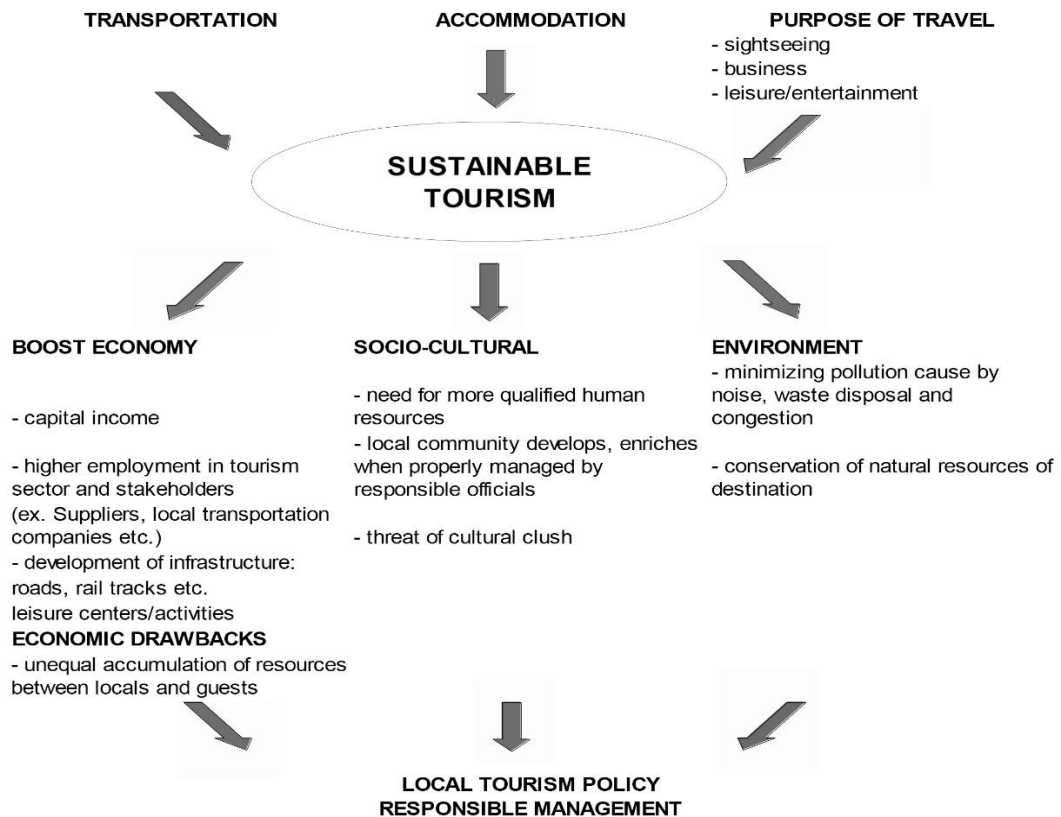 TRANSPORTATION
ACCOMMODATION
PURPOSE OF TRAVEL
- sightseeing
- business
- leisure/entertainment
SUSTAINABLE
TOURISM
BOOST ECONOMY
- capital income
- higher employment in tourism
sector and stakeholders
(ex. Suppliers, local transportation
companies etc.)
- development of infrastructure:
roads, rail tracks etc.
leisure centers/activities
ECONOMIC DRAWBACKS
- unequal accumulation of resources
between locals and guests
SOCIO-CULTURAL
- need for more qualified human
resources
- local community develops, enriches
when properly managed by
responsible officials
- threat of cultural clush
ENVIRONMENT
- minimizing pollution cause by
noise, waste disposal and
congestion
- conservation of natural resources of
destination
LOCAL TOURISM POLICY
RESPONSIBLE MANAGEMENT